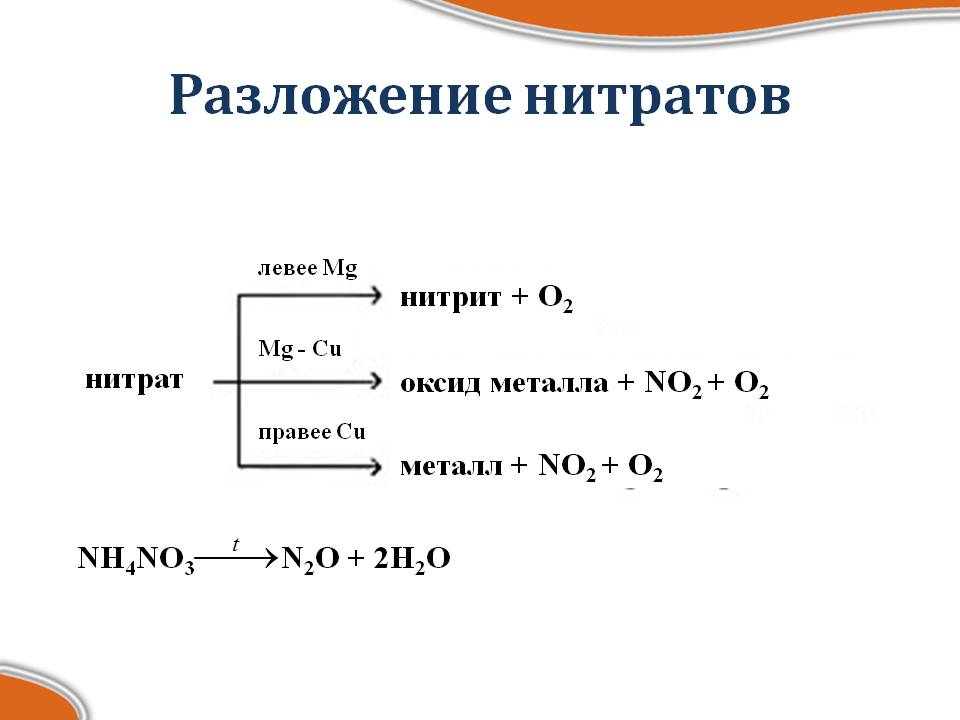 Разложение нитратов
левее Mg
нитрит + O₂
Mg - Cu
нитрат
оксид металла + NO₂ + O₂
правее Cu
металл + NO₂ + O₂
t
NH₄NO₃ ⟶ N₂O + 2H₂O